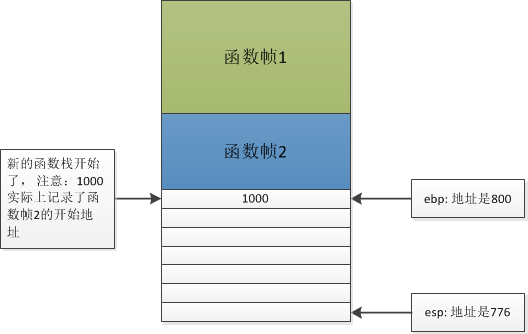 函数帧1
函数帧2
新的函数栈开始
了，注意：1000
实际上记录了函
数帧2的开始地
址
1000
ebp: 地址是800
esp: 地址是776